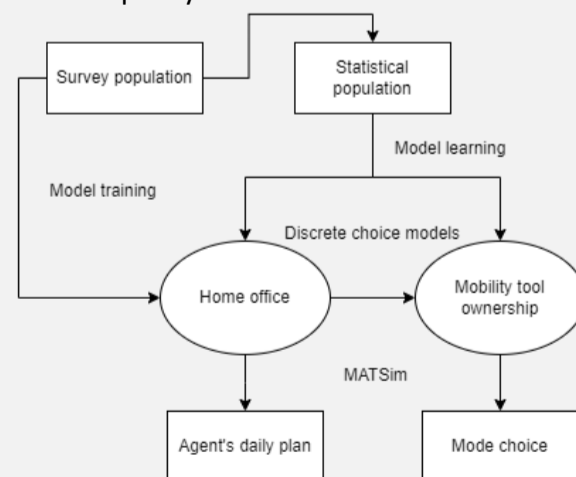 Survey population
Statistical
population
Model learning
Model training
Discrete choice models
Home office
Mobility tool
ownership
MATSim
Agent's daily plan
Mode choice